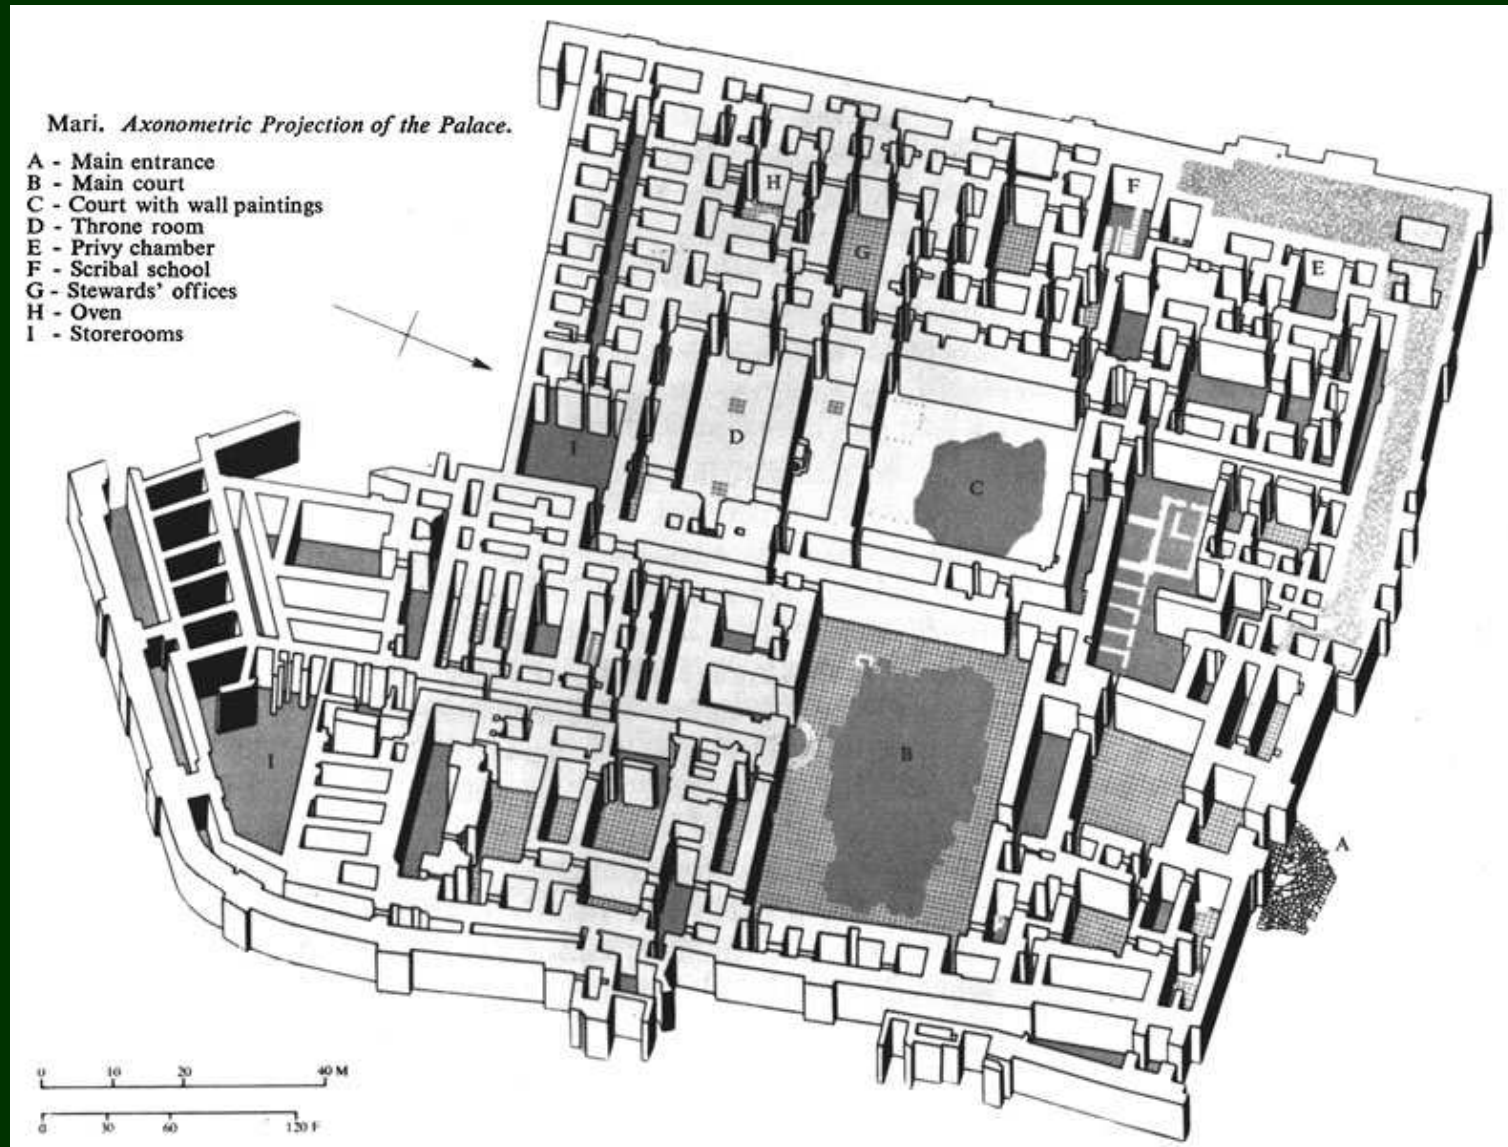 Mari. Axonometric Projection of the Palace.
A - Main entrance
B - Main court
C - Court with wall paintings
D - Throne room
E - Privy chamber
F - Scribal school
G - Stewards' offices
H - Oven
I - Storerooms
H
F
G
E
I
D
C
I
B
A
0 10 20 40 M
0 30 60 120 F